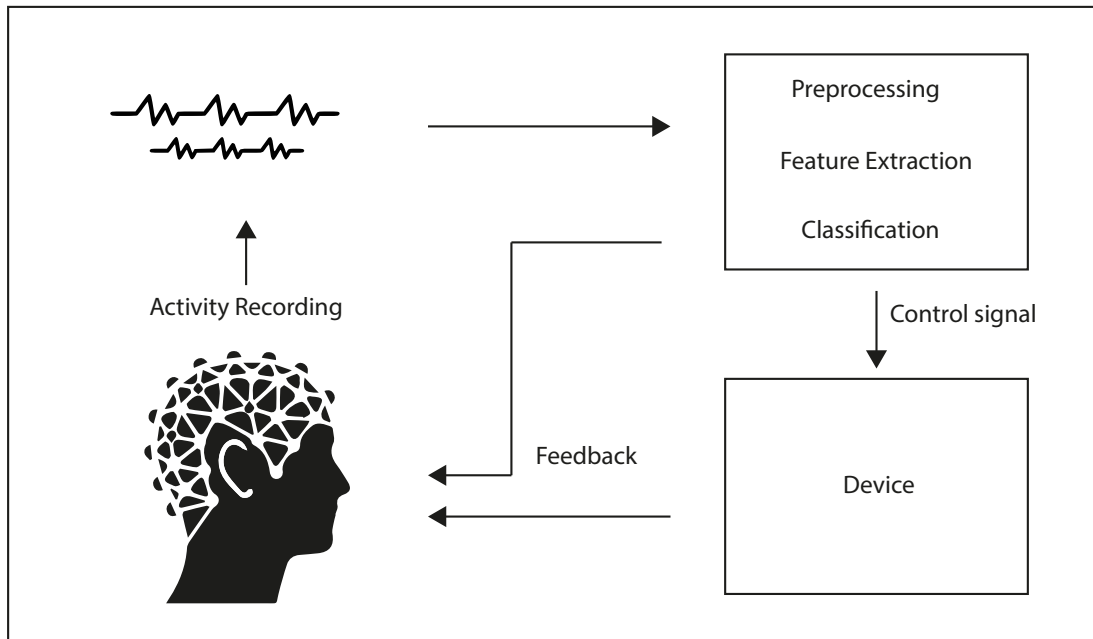 Preprocessing
Feature Extraction
Classification
Activity Recording
Control signal
Feedback
Device